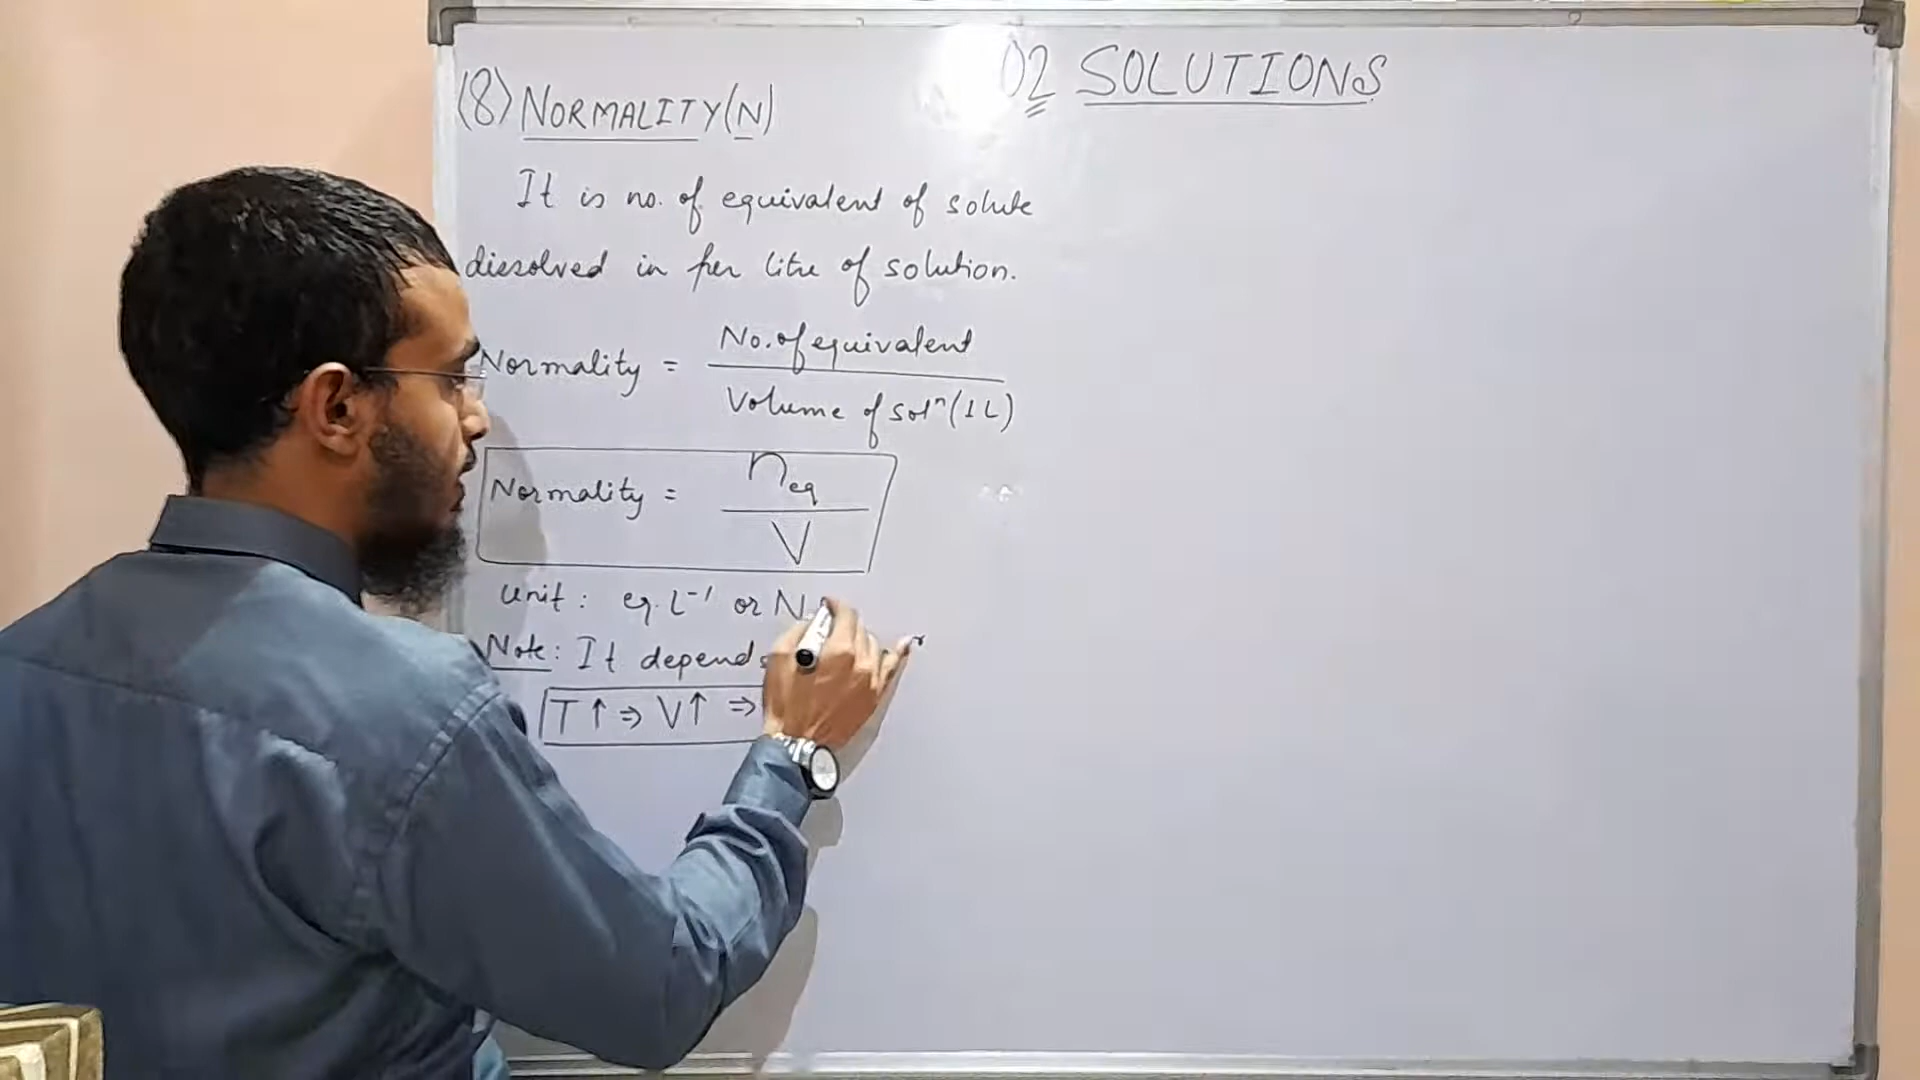 02 SOLUTIONS
(8) NORMALITY (N)
It is no. of equivalent of solute
dissolved in per litre of solution.
Normality = No. of equivalent
Volume of solⁿ (1 L)
Normality = n_eq
V
Unit : eq. L⁻¹ or N
Note : It depends
T ↑ ⇒ V ↑ ⇒